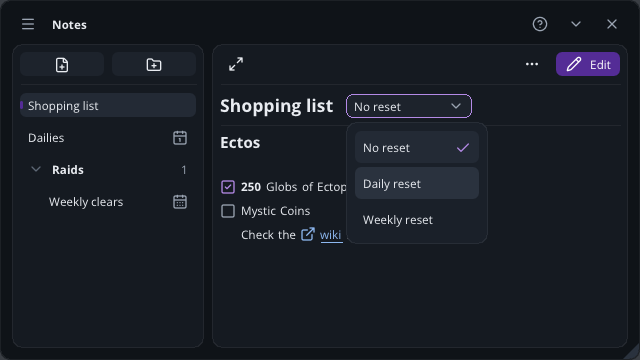 Notes
Edit
Shopping list
Dailies
Raids 1
Weekly clears
Shopping list No reset
No reset
Daily reset
Weekly reset
Ectos
250 Globs of Ectop
Mystic Coins
Check the wiki